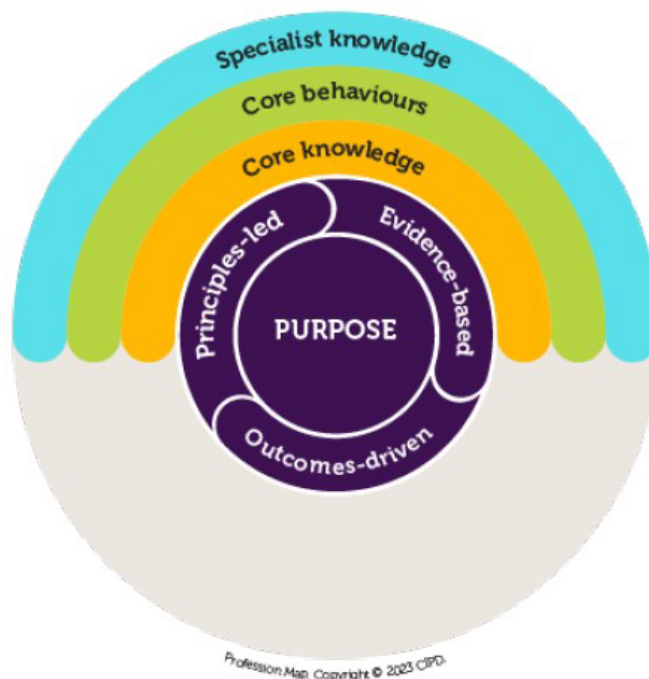 Specialist knowledge
Core behaviours
Core knowledge
Principles-led
Evidence-based
PURPOSE
Outcomes-driven
Profession Map. Copyright © 2023 CIPD.